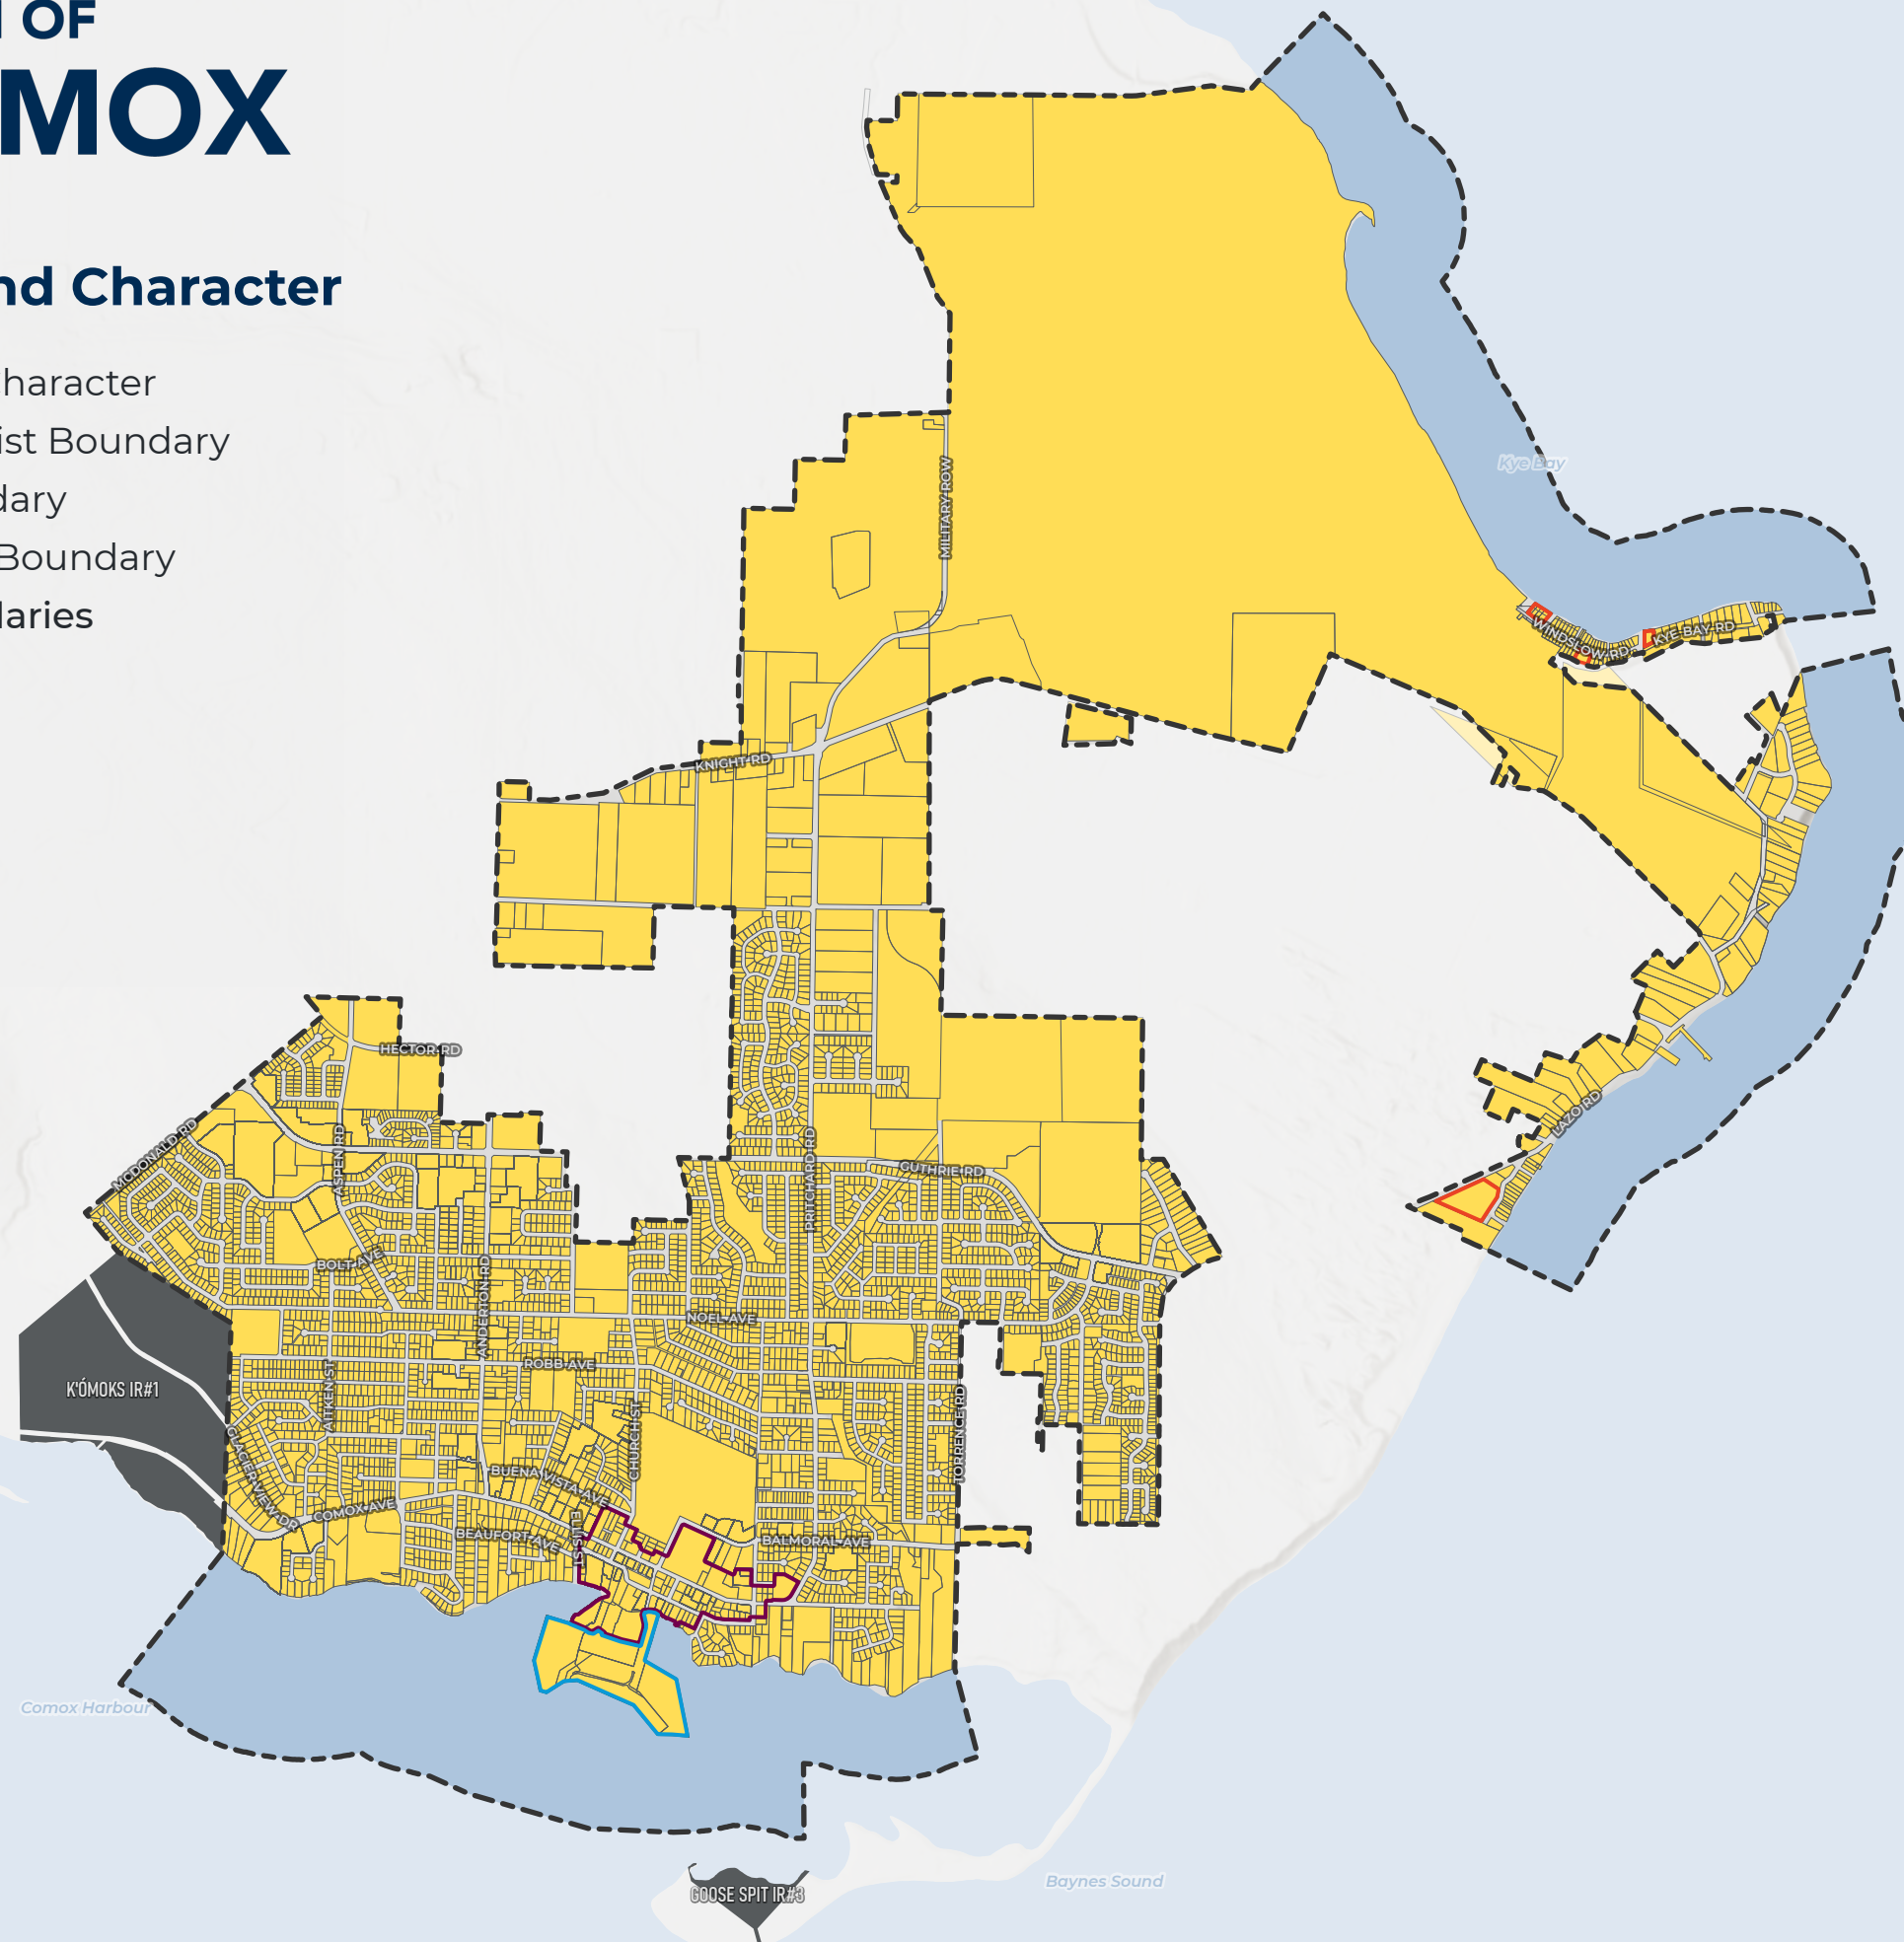 OF
MOX
nd Character
haracter
ist Boundary
dary
Boundary
daries
Kye Bay
MILITARY ROW
WINDSLOW RD
KYE BAY RD
KNIGHT RD
HECTOR RD
MCDONALD RD
ASPEN RD
PRITCHARD RD
GUTHRIE RD
LAZO RD
BOLT AVE
ANDERTON RD
NOEL AVE
ROBB AVE
K'ÓMOKS IR#1
AITKEN ST
CHURCH ST
TORRENCE RD
GLACIERVIEW DR
BUENA VISTA AVE
COMOX AVE
BEAUFORT AVE
ELLIS ST
BALMORAL AVE
Comox Harbour
Baynes Sound
GOOSE SPIT IR#3